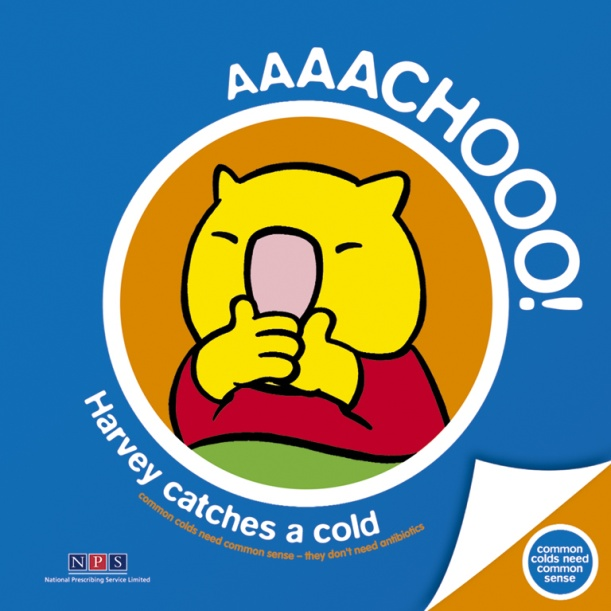 AAAACHOOO!
Harvey catches a cold
common colds need common sense – they don't need antibiotics
NPS
National Prescribing Service Limited
common
colds need
common
sense